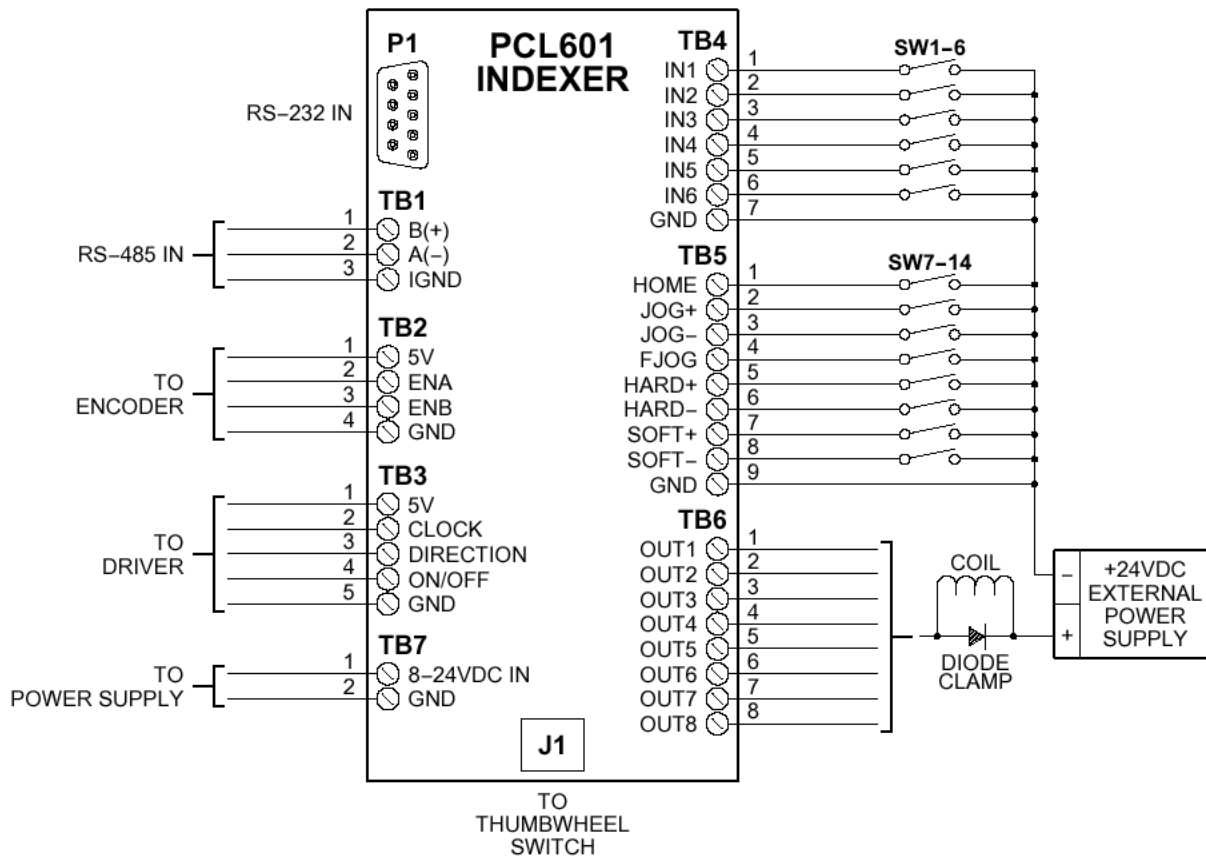 P1
PCL601
INDEXER
RS-232 IN
TB1
RS-485 IN
1 B(+)
2 A(-)
3 IGND
TB2
TO
ENCODER
1 5V
2 ENA
3 ENB
4 GND
TB3
TO
DRIVER
1 5V
2 CLOCK
3 DIRECTION
4 ON/OFF
5 GND
TB7
TO
POWER SUPPLY
1 8-24VDC IN
2 GND
J1
TO
THUMBWHEEL
SWITCH
TB4
SW1-6
IN1 1
IN2 2
IN3 3
IN4 4
IN5 5
IN6 6
GND 7
TB5
SW7-14
HOME 1
JOG+ 2
JOG- 3
FJOG 4
HARD+ 5
HARD- 6
SOFT+ 7
SOFT- 8
GND 9
TB6
OUT1 1
OUT2 2
OUT3 3
OUT4 4
OUT5 5
OUT6 6
OUT7 7
OUT8 8
COIL
DIODE
CLAMP
-
+
+24VDC
EXTERNAL
POWER
SUPPLY